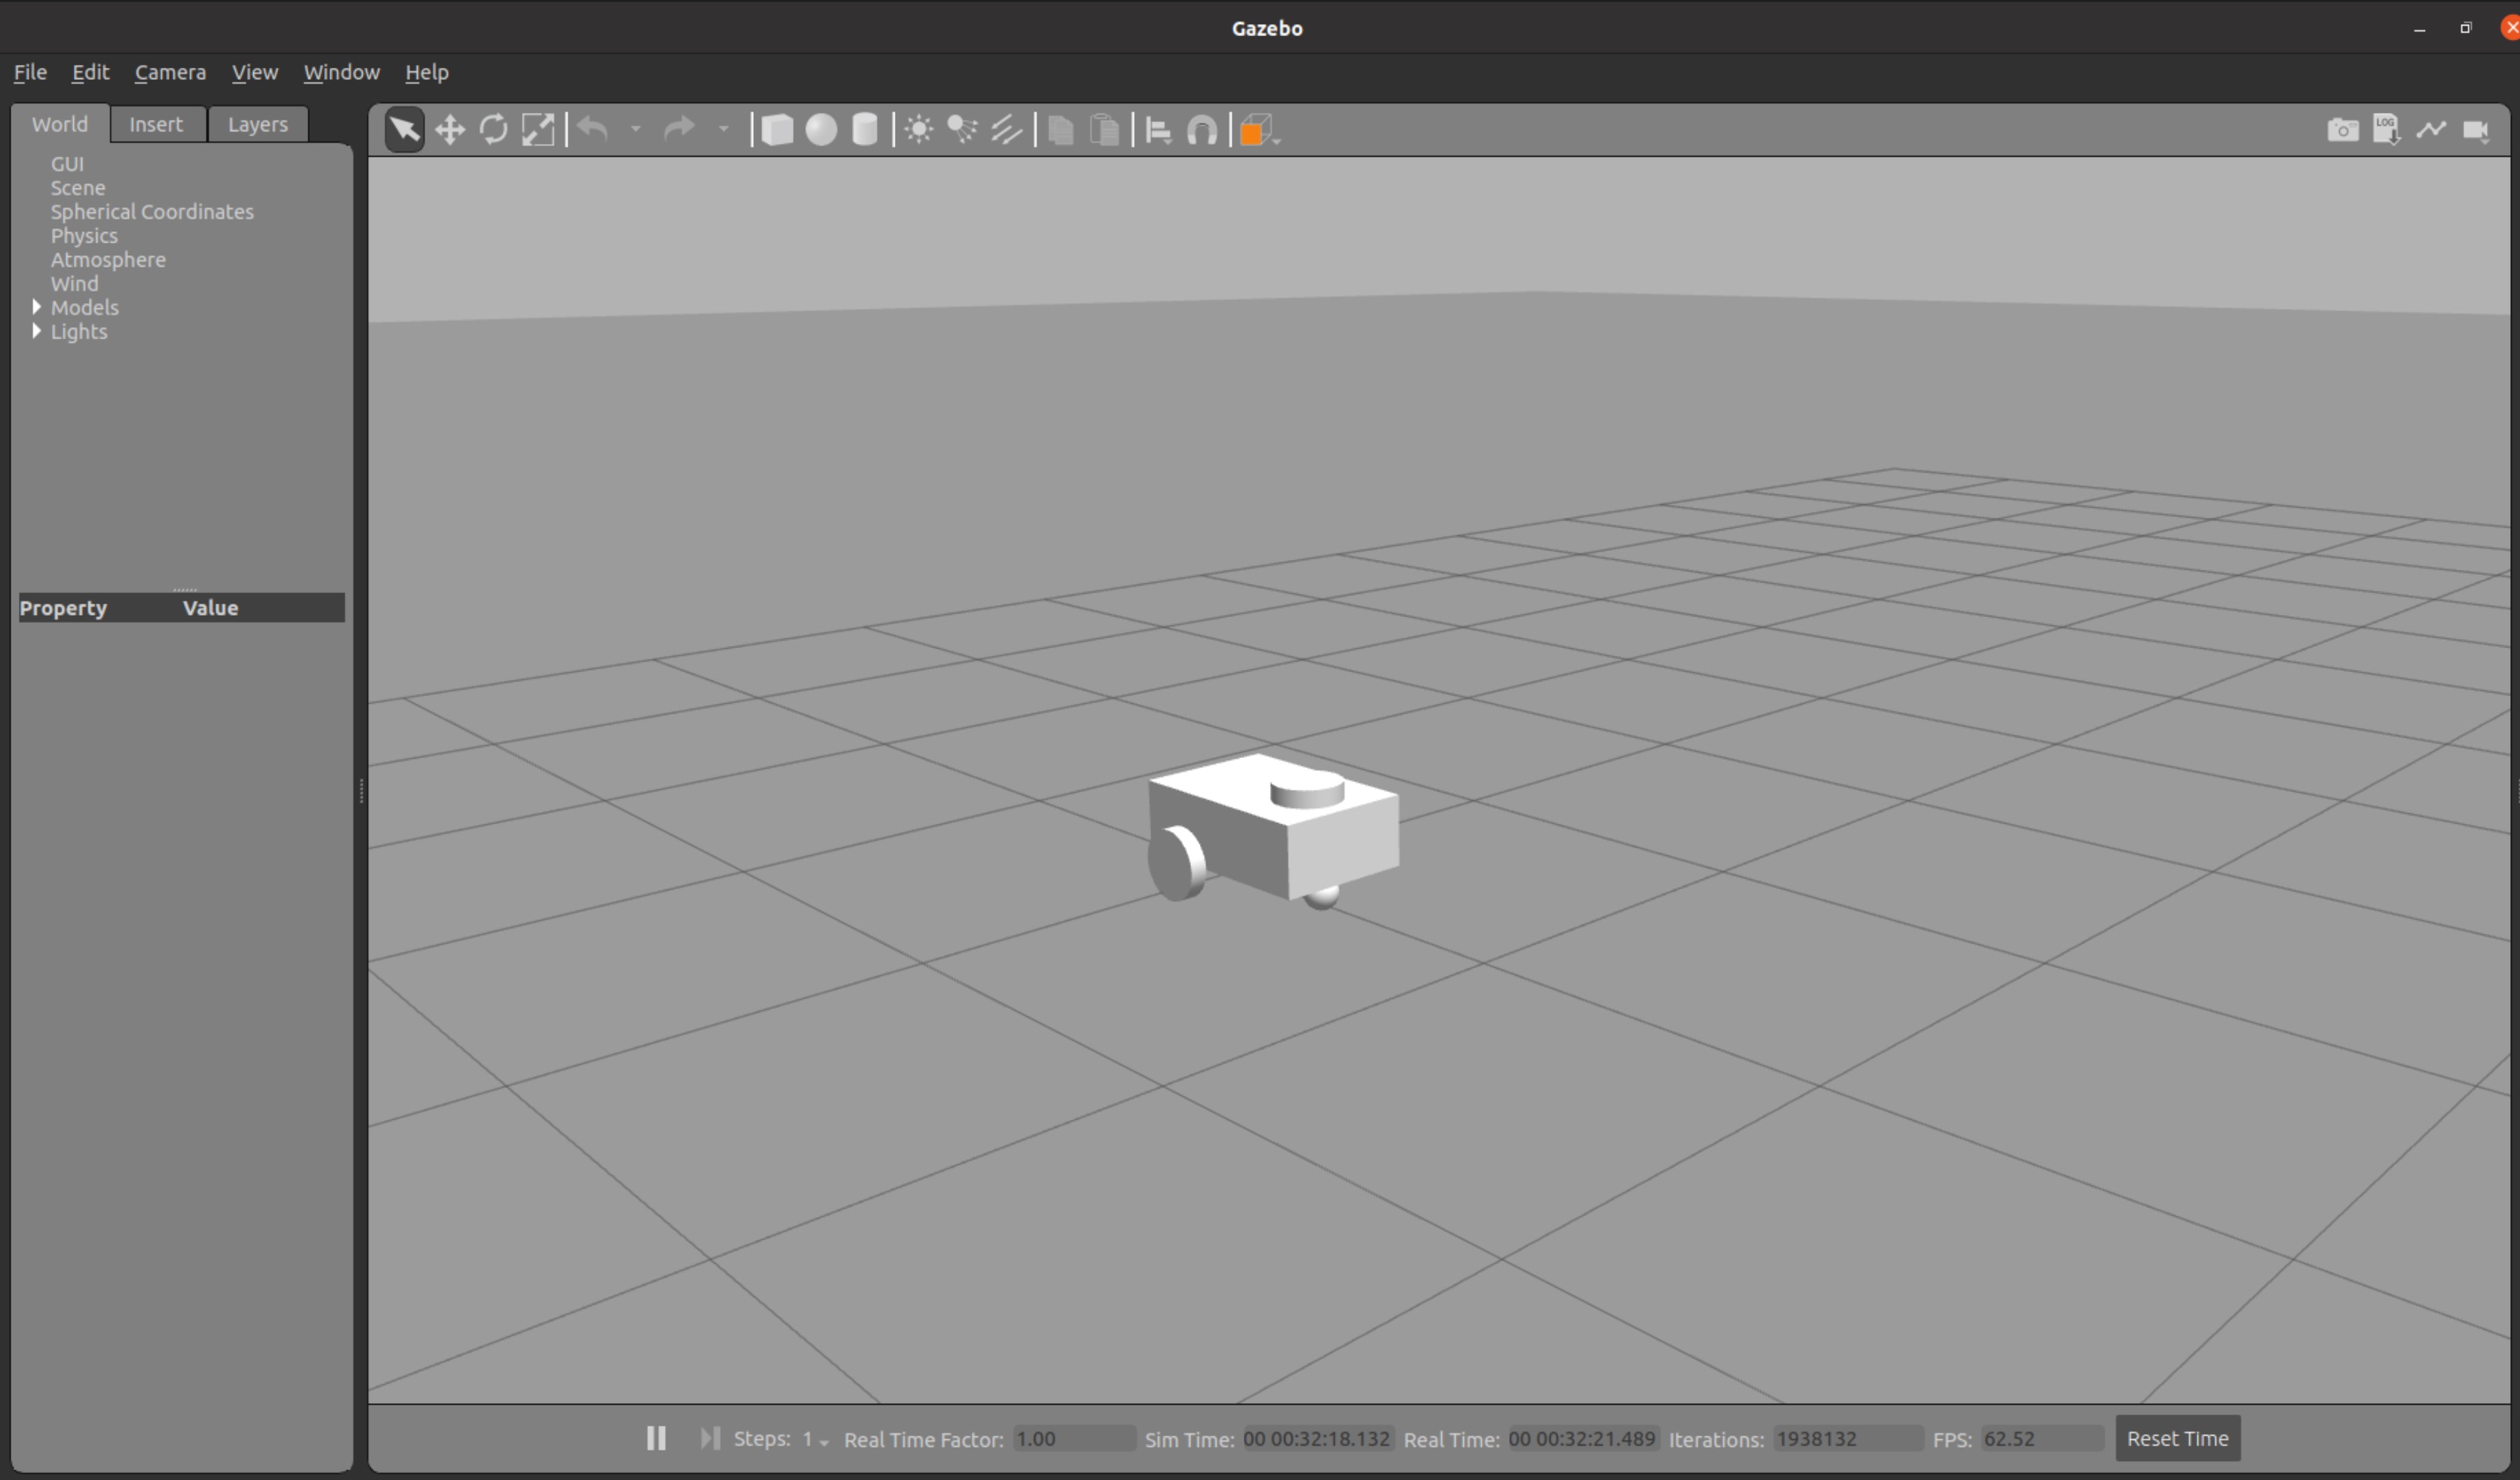 Gazebo
File Edit Camera View Window Help
World Insert Layers
LOG
GUI
Scene
Spherical Coordinates
Physics
Atmosphere
Wind
Models
Lights
Property Value
Steps: 1 Real Time Factor: 1.00 Sim Time: 00 00:32:18.132 Real Time: 00 00:32:21.489 Iterations: 1938132 FPS: 62.52 Reset Time